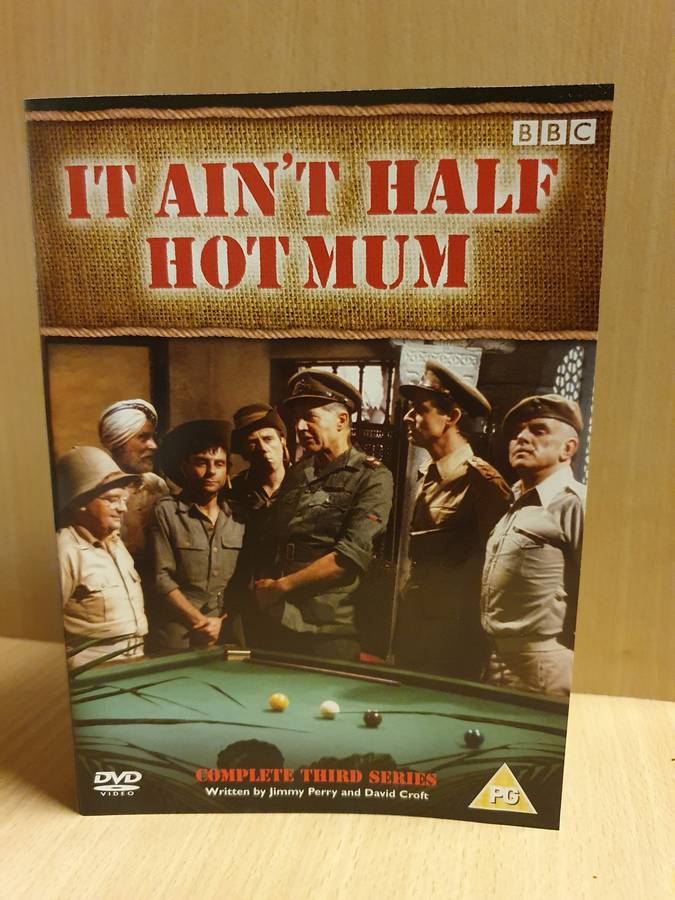 BBC
IT AIN'T HALF
HOT MUM
COMPLETE THIRD SERIES
Written by Jimmy Perry and David Croft
DVD
VIDEO
PG